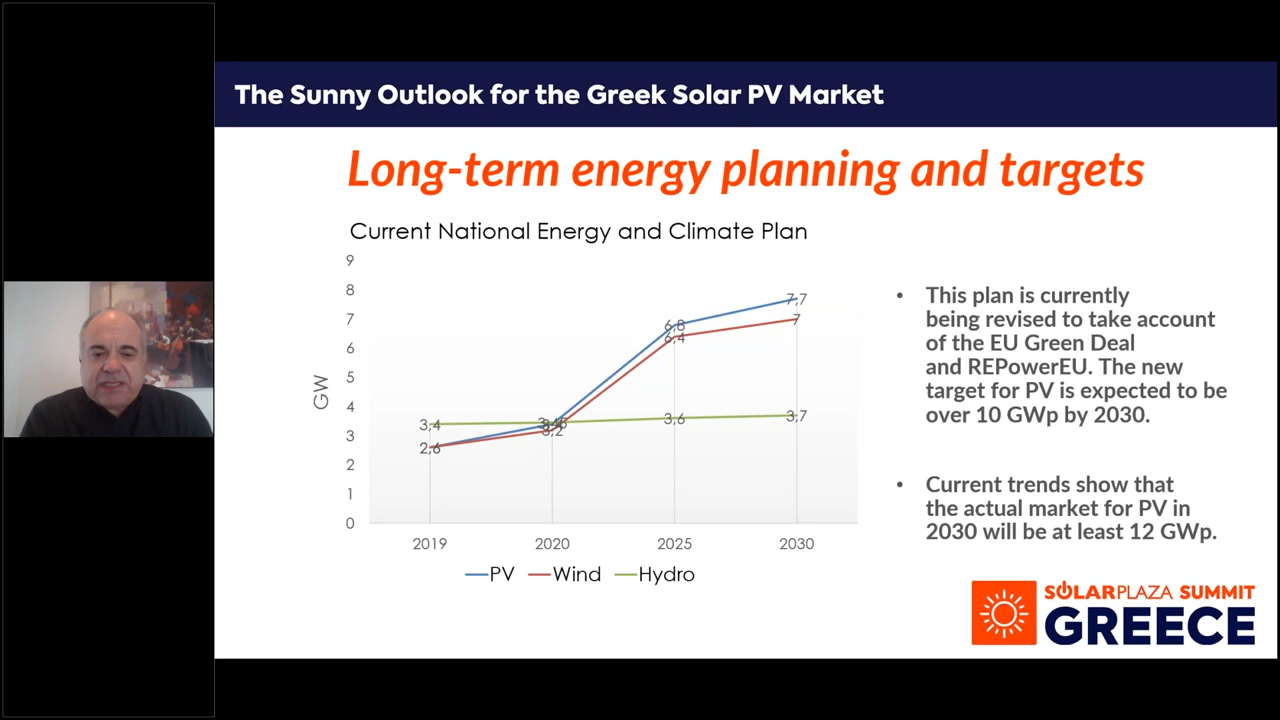 The Sunny Outlook for the Greek Solar PV Market
Long-term energy planning and targets
Current National Energy and Climate Plan
9
8
7
6
5
4
3
2
1
0
GW
7,7
7
6,8
6,4
3,4
3,6
3,7
3,2
2,6
2019 2020 2025 2030
PV Wind Hydro
• This plan is currently
being revised to take account
of the EU Green Deal
and REPowerEU. The new
target for PV is expected to be
over 10 GWp by 2030.
• Current trends show that
the actual market for PV in
2030 will be at least 12 GWp.
SOLARPLAZA SUMMIT
GREECE